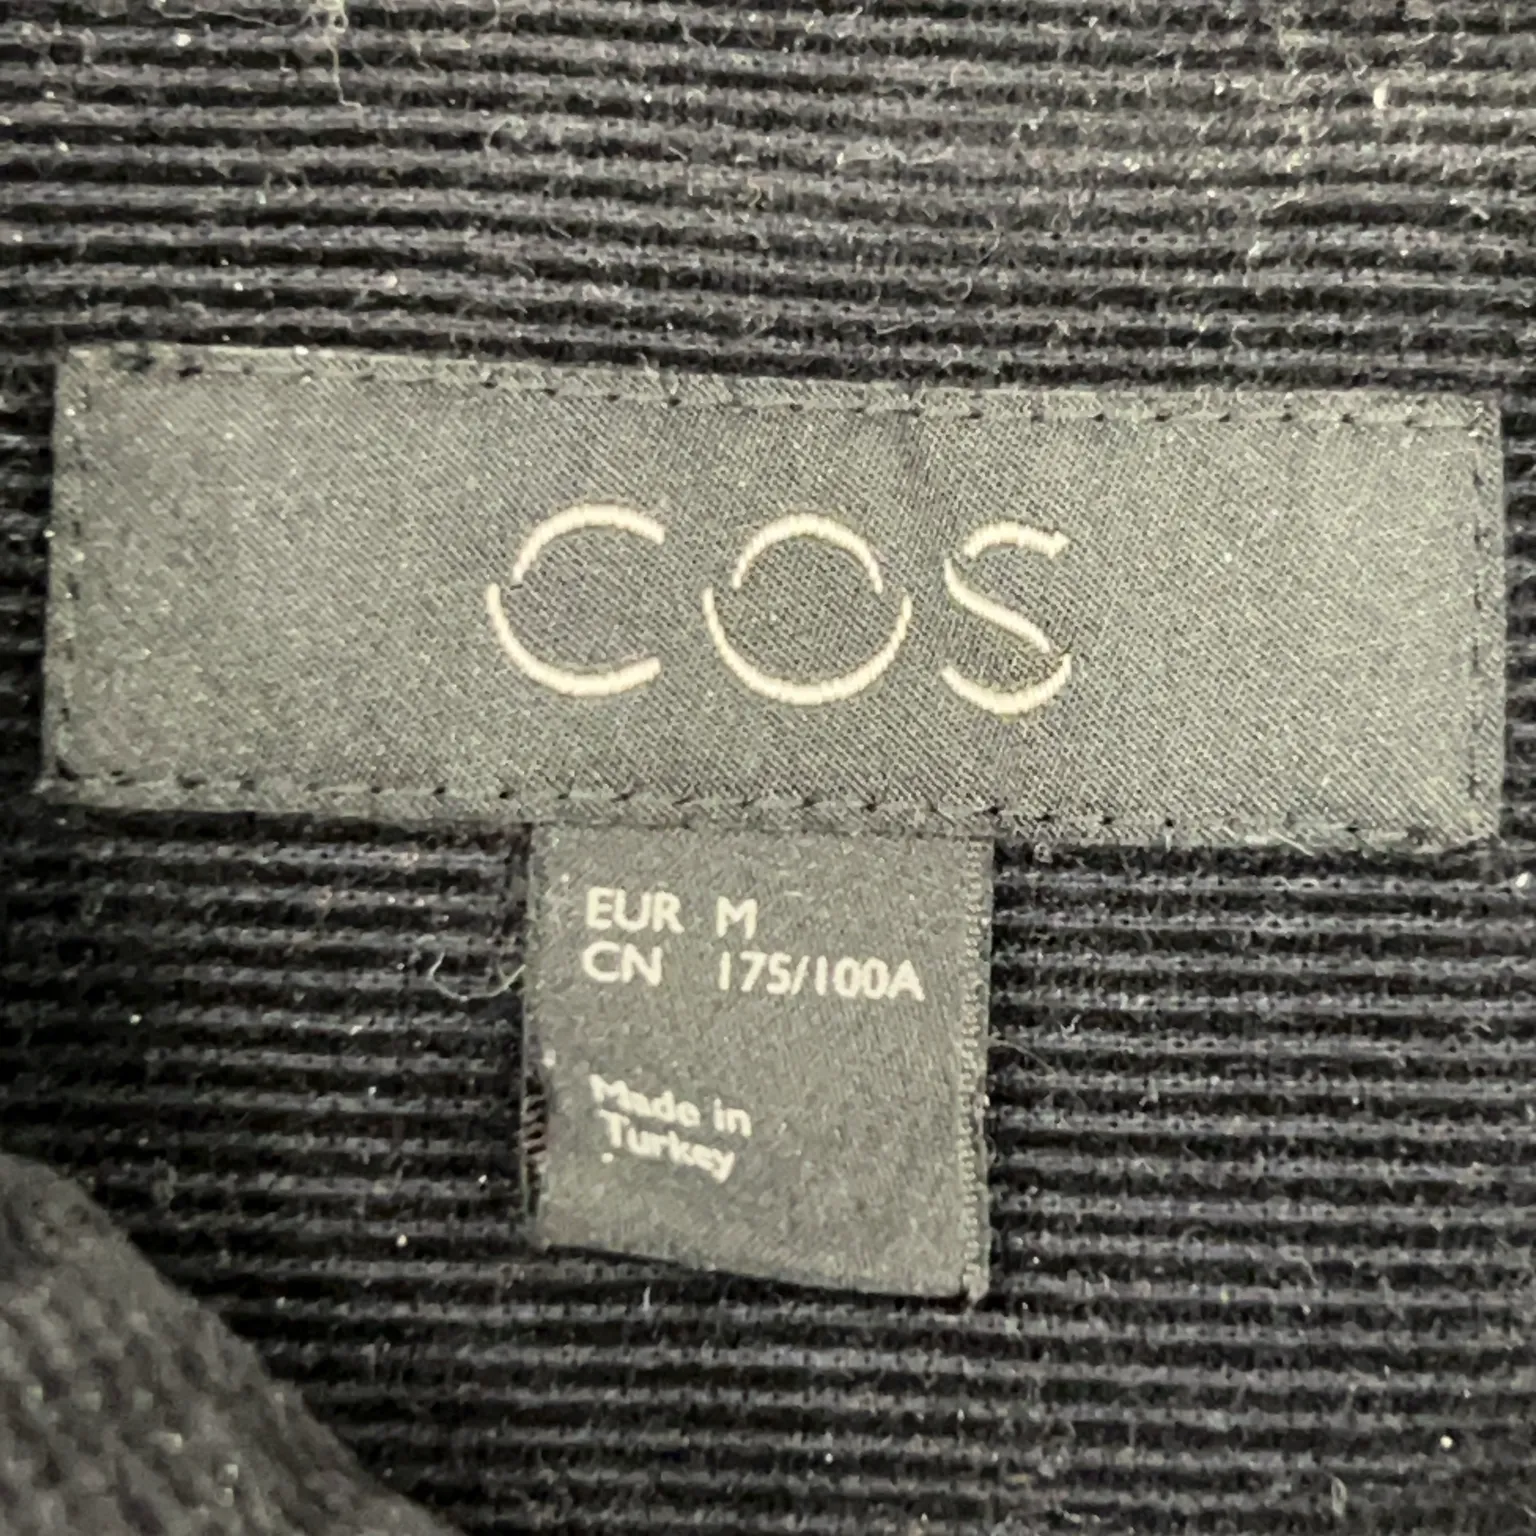 COS
EUR M
CN 175/100A
Made in
Turkey